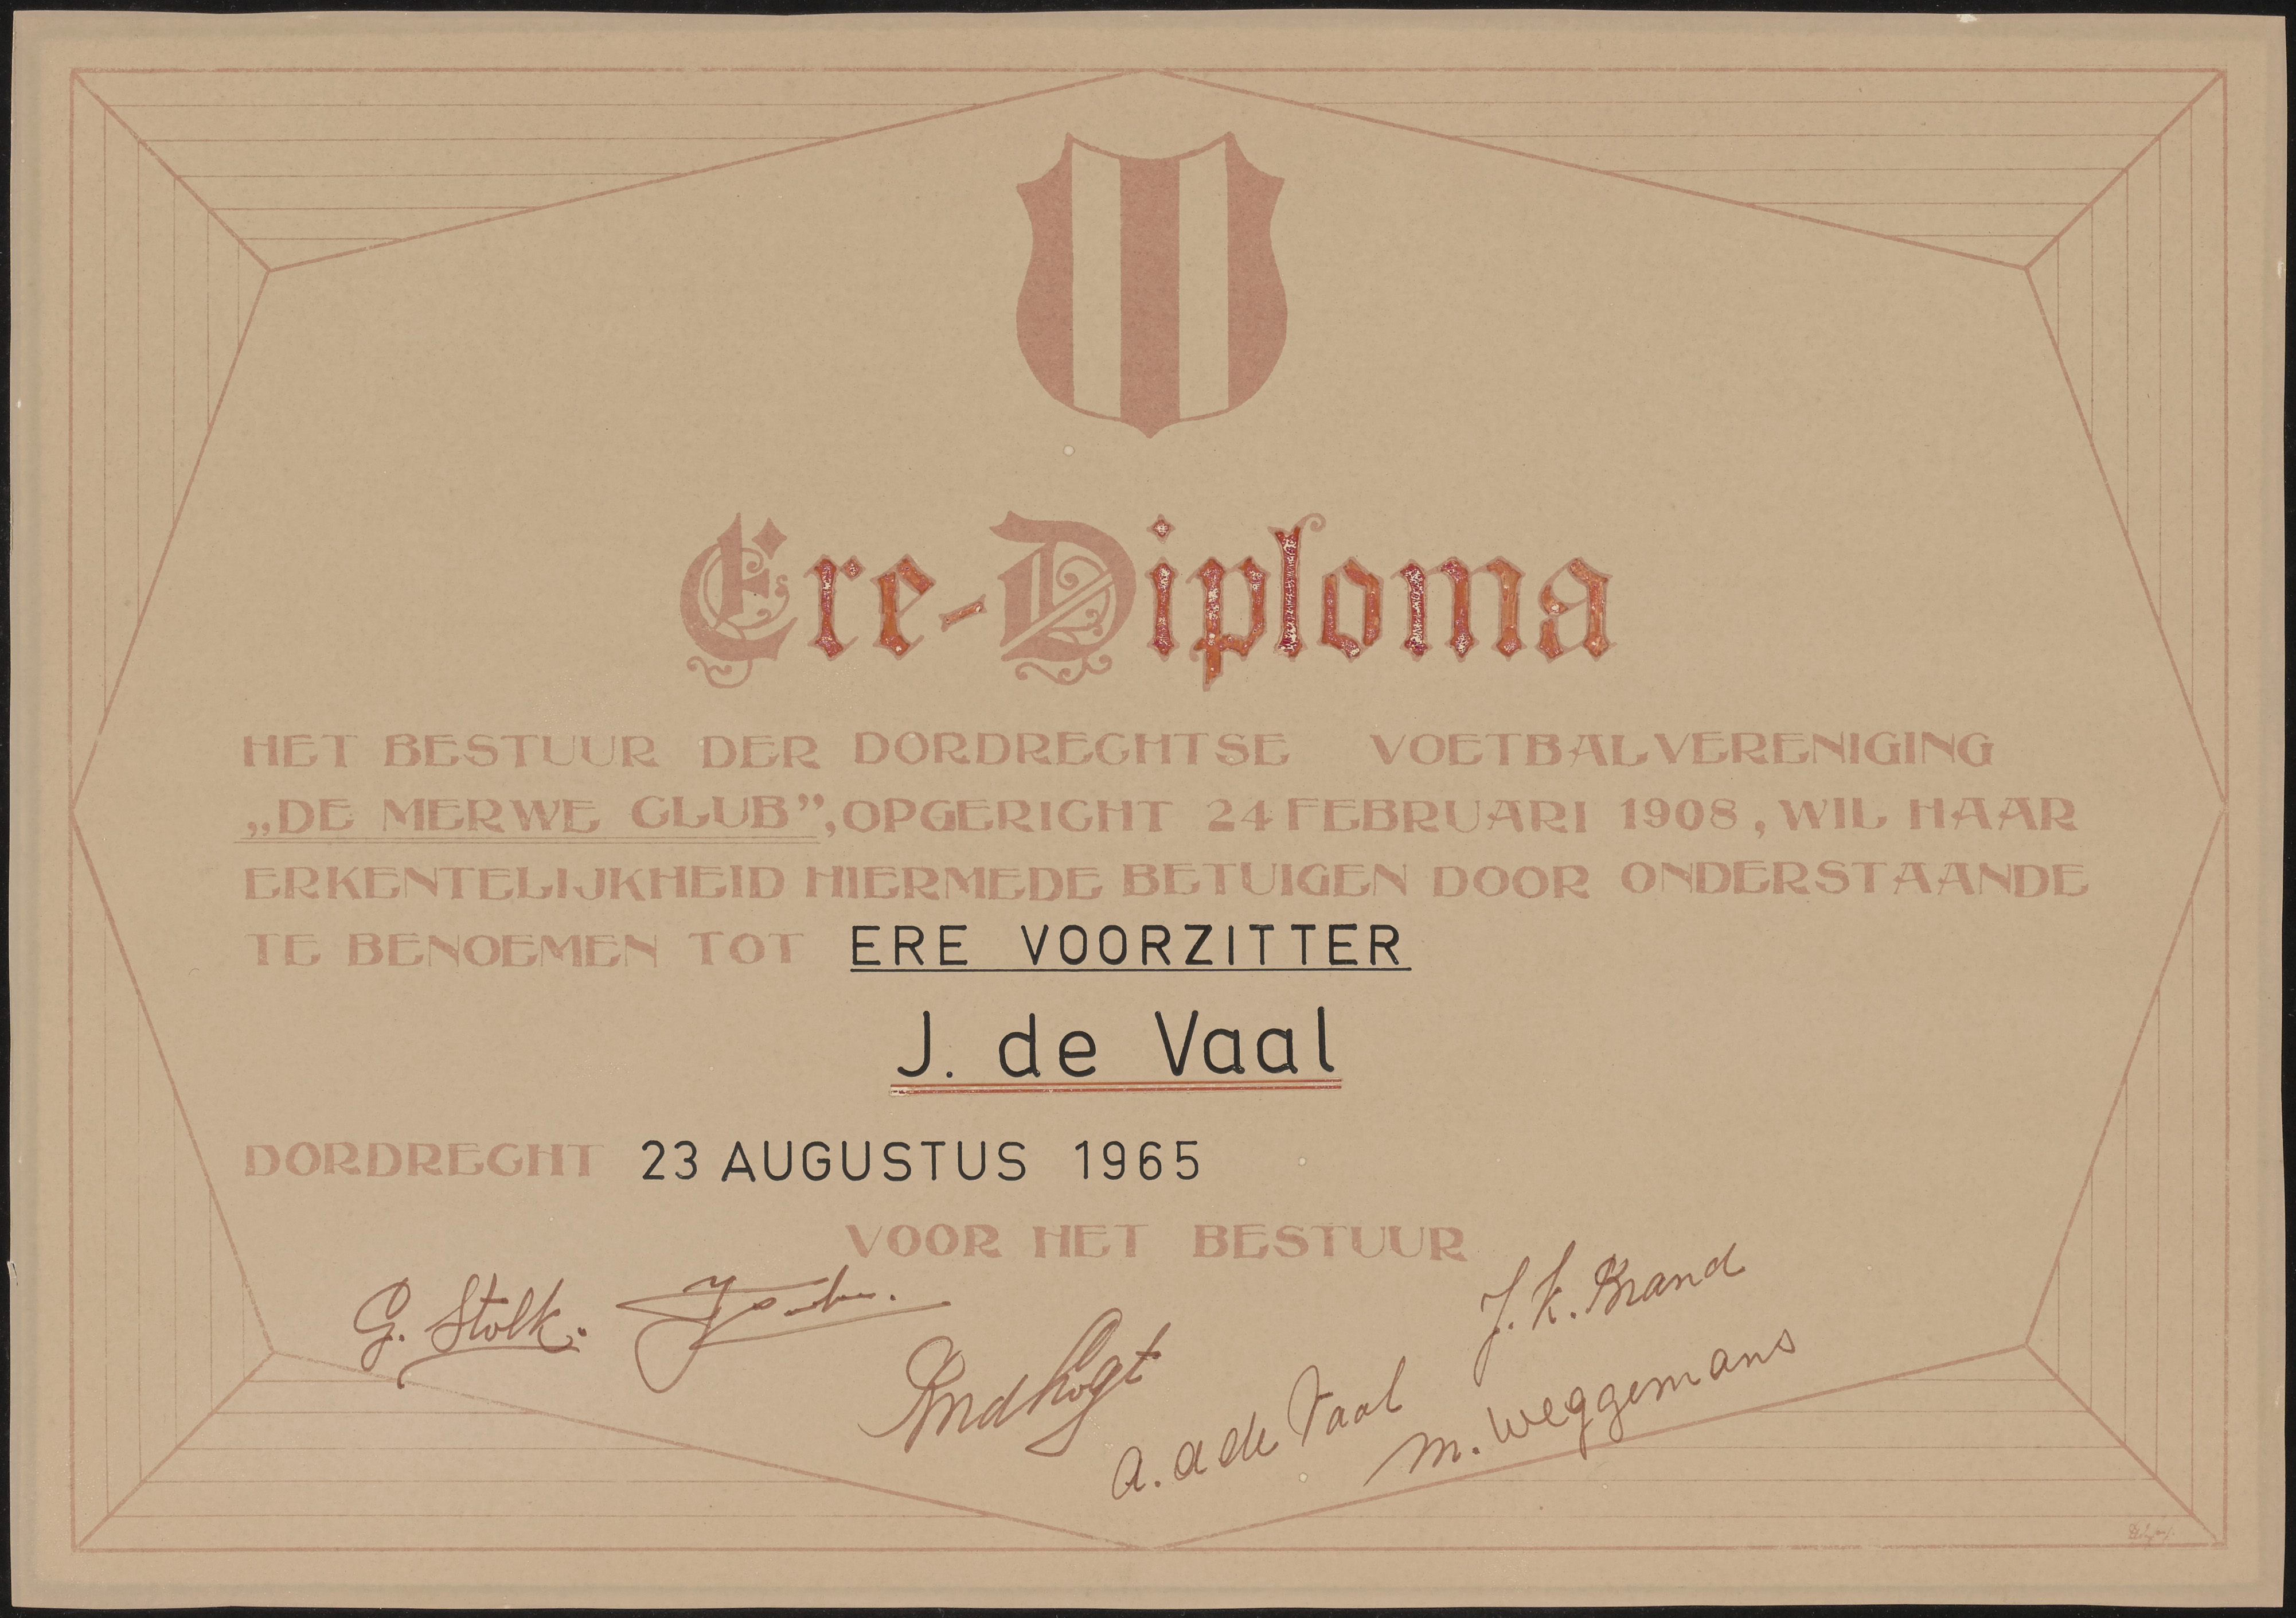 Ere-Diploma
HET BESTUUR DER DORDRECHTSE VOETBALVERENIGING
„DE MERWE CLUB”, OPGERICHT 24 FEBRUARI 1908, WIL HAAR
ERKENTELIJKHEID HIERMEDE BETUIGEN DOOR ONDERSTAANDE
TE BENOEMEN TOT ERE VOORZITTER
J. de Vaal
DORDRECHT 23 AUGUSTUS 1965
VOOR HET BESTUUR
G. Stolk.
J. K. Brand
A. A de Vaal
M. Weggemans